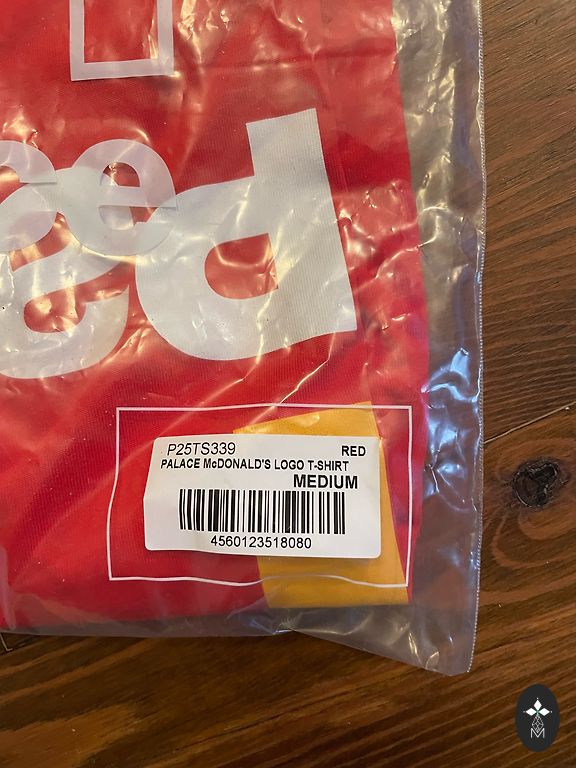 P25TS339 RED
PALACE McDONALD'S LOGO T-SHIRT
MEDIUM
4560123518080
M